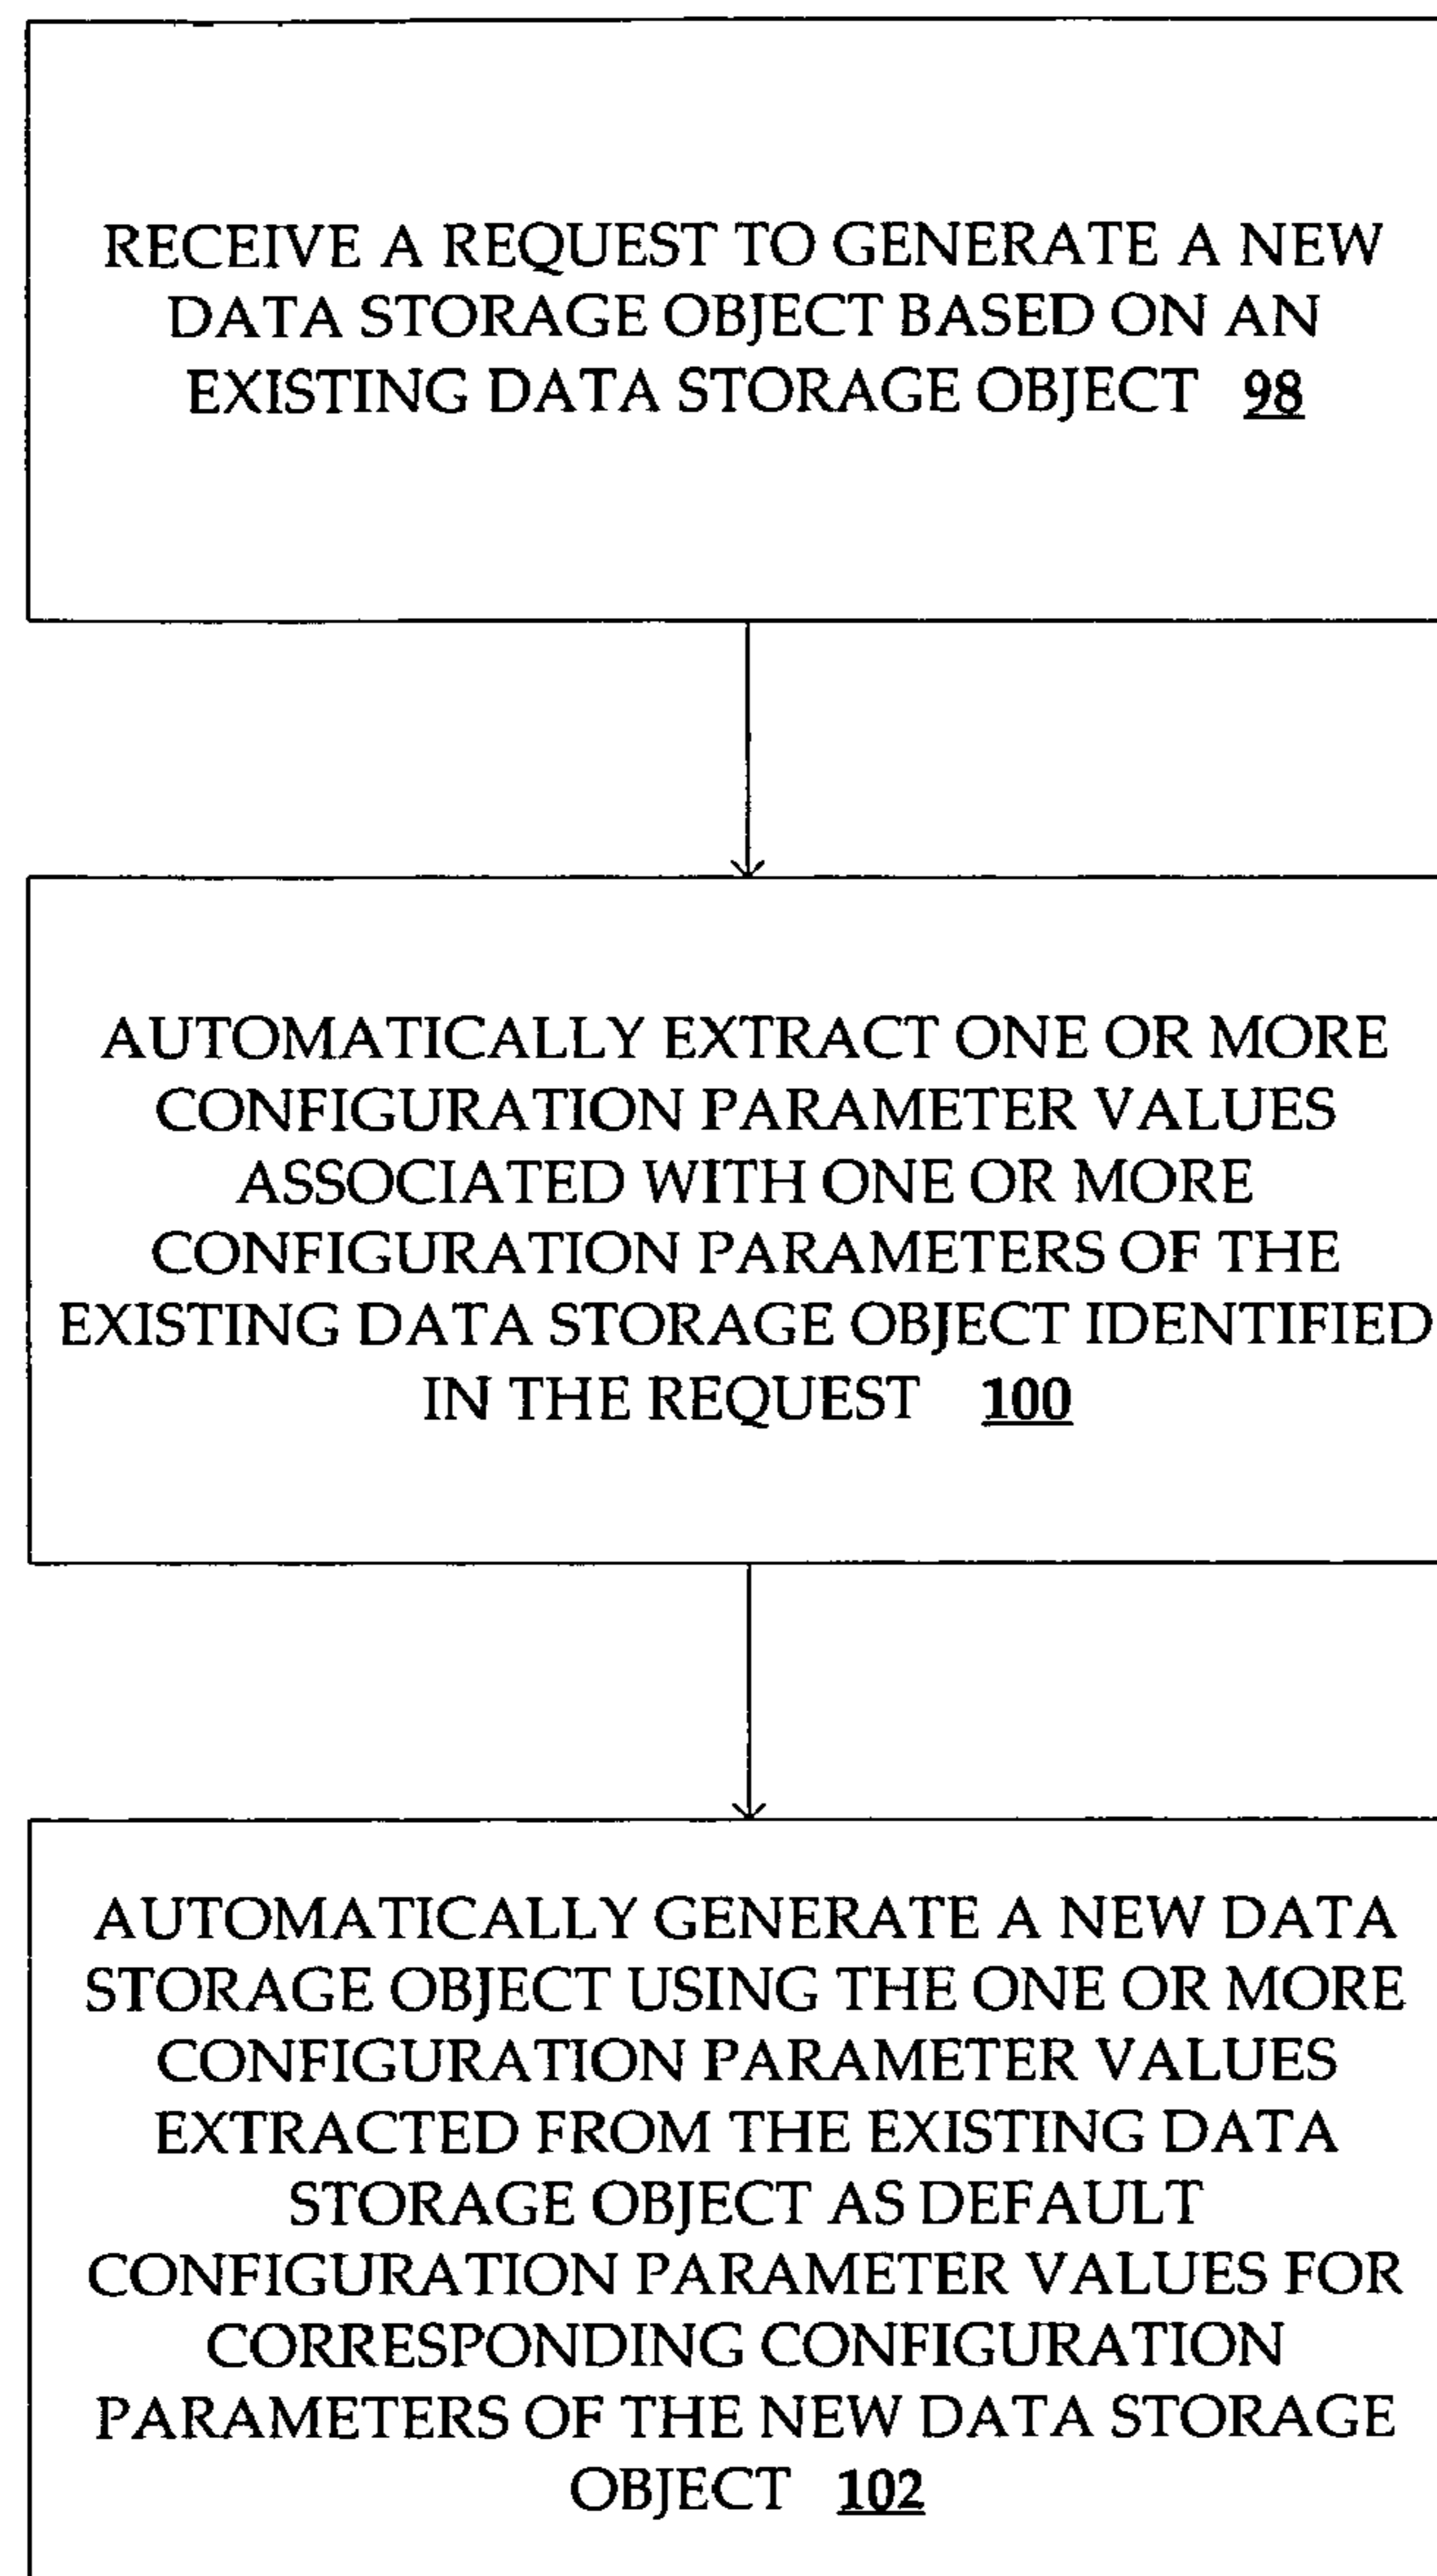 RECEIVE A REQUEST TO GENERATE A NEW
DATA STORAGE OBJECT BASED ON AN
EXISTING DATA STORAGE OBJECT 98
AUTOMATICALLY EXTRACT ONE OR MORE
CONFIGURATION PARAMETER VALUES
ASSOCIATED WITH ONE OR MORE
CONFIGURATION PARAMETERS OF THE
EXISTING DATA STORAGE OBJECT IDENTIFIED
IN THE REQUEST 100
AUTOMATICALLY GENERATE A NEW DATA
STORAGE OBJECT USING THE ONE OR MORE
CONFIGURATION PARAMETER VALUES
EXTRACTED FROM THE EXISTING DATA
STORAGE OBJECT AS DEFAULT
CONFIGURATION PARAMETER VALUES FOR
CORRESPONDING CONFIGURATION
PARAMETERS OF THE NEW DATA STORAGE
OBJECT 102